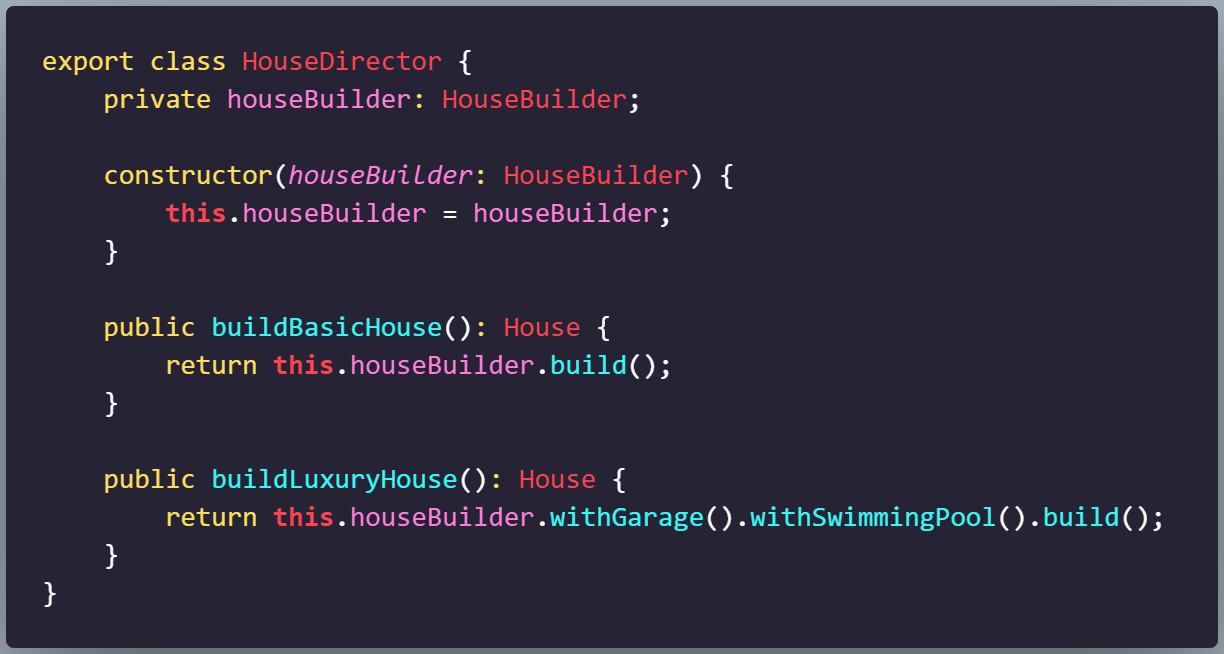 export class HouseDirector {
    private houseBuilder: HouseBuilder;

    constructor(houseBuilder: HouseBuilder) {
        this.houseBuilder = houseBuilder;
    }

    public buildBasicHouse(): House {
        return this.houseBuilder.build();
    }

    public buildLuxuryHouse(): House {
        return this.houseBuilder.withGarage().withSwimmingPool().build();
    }
}